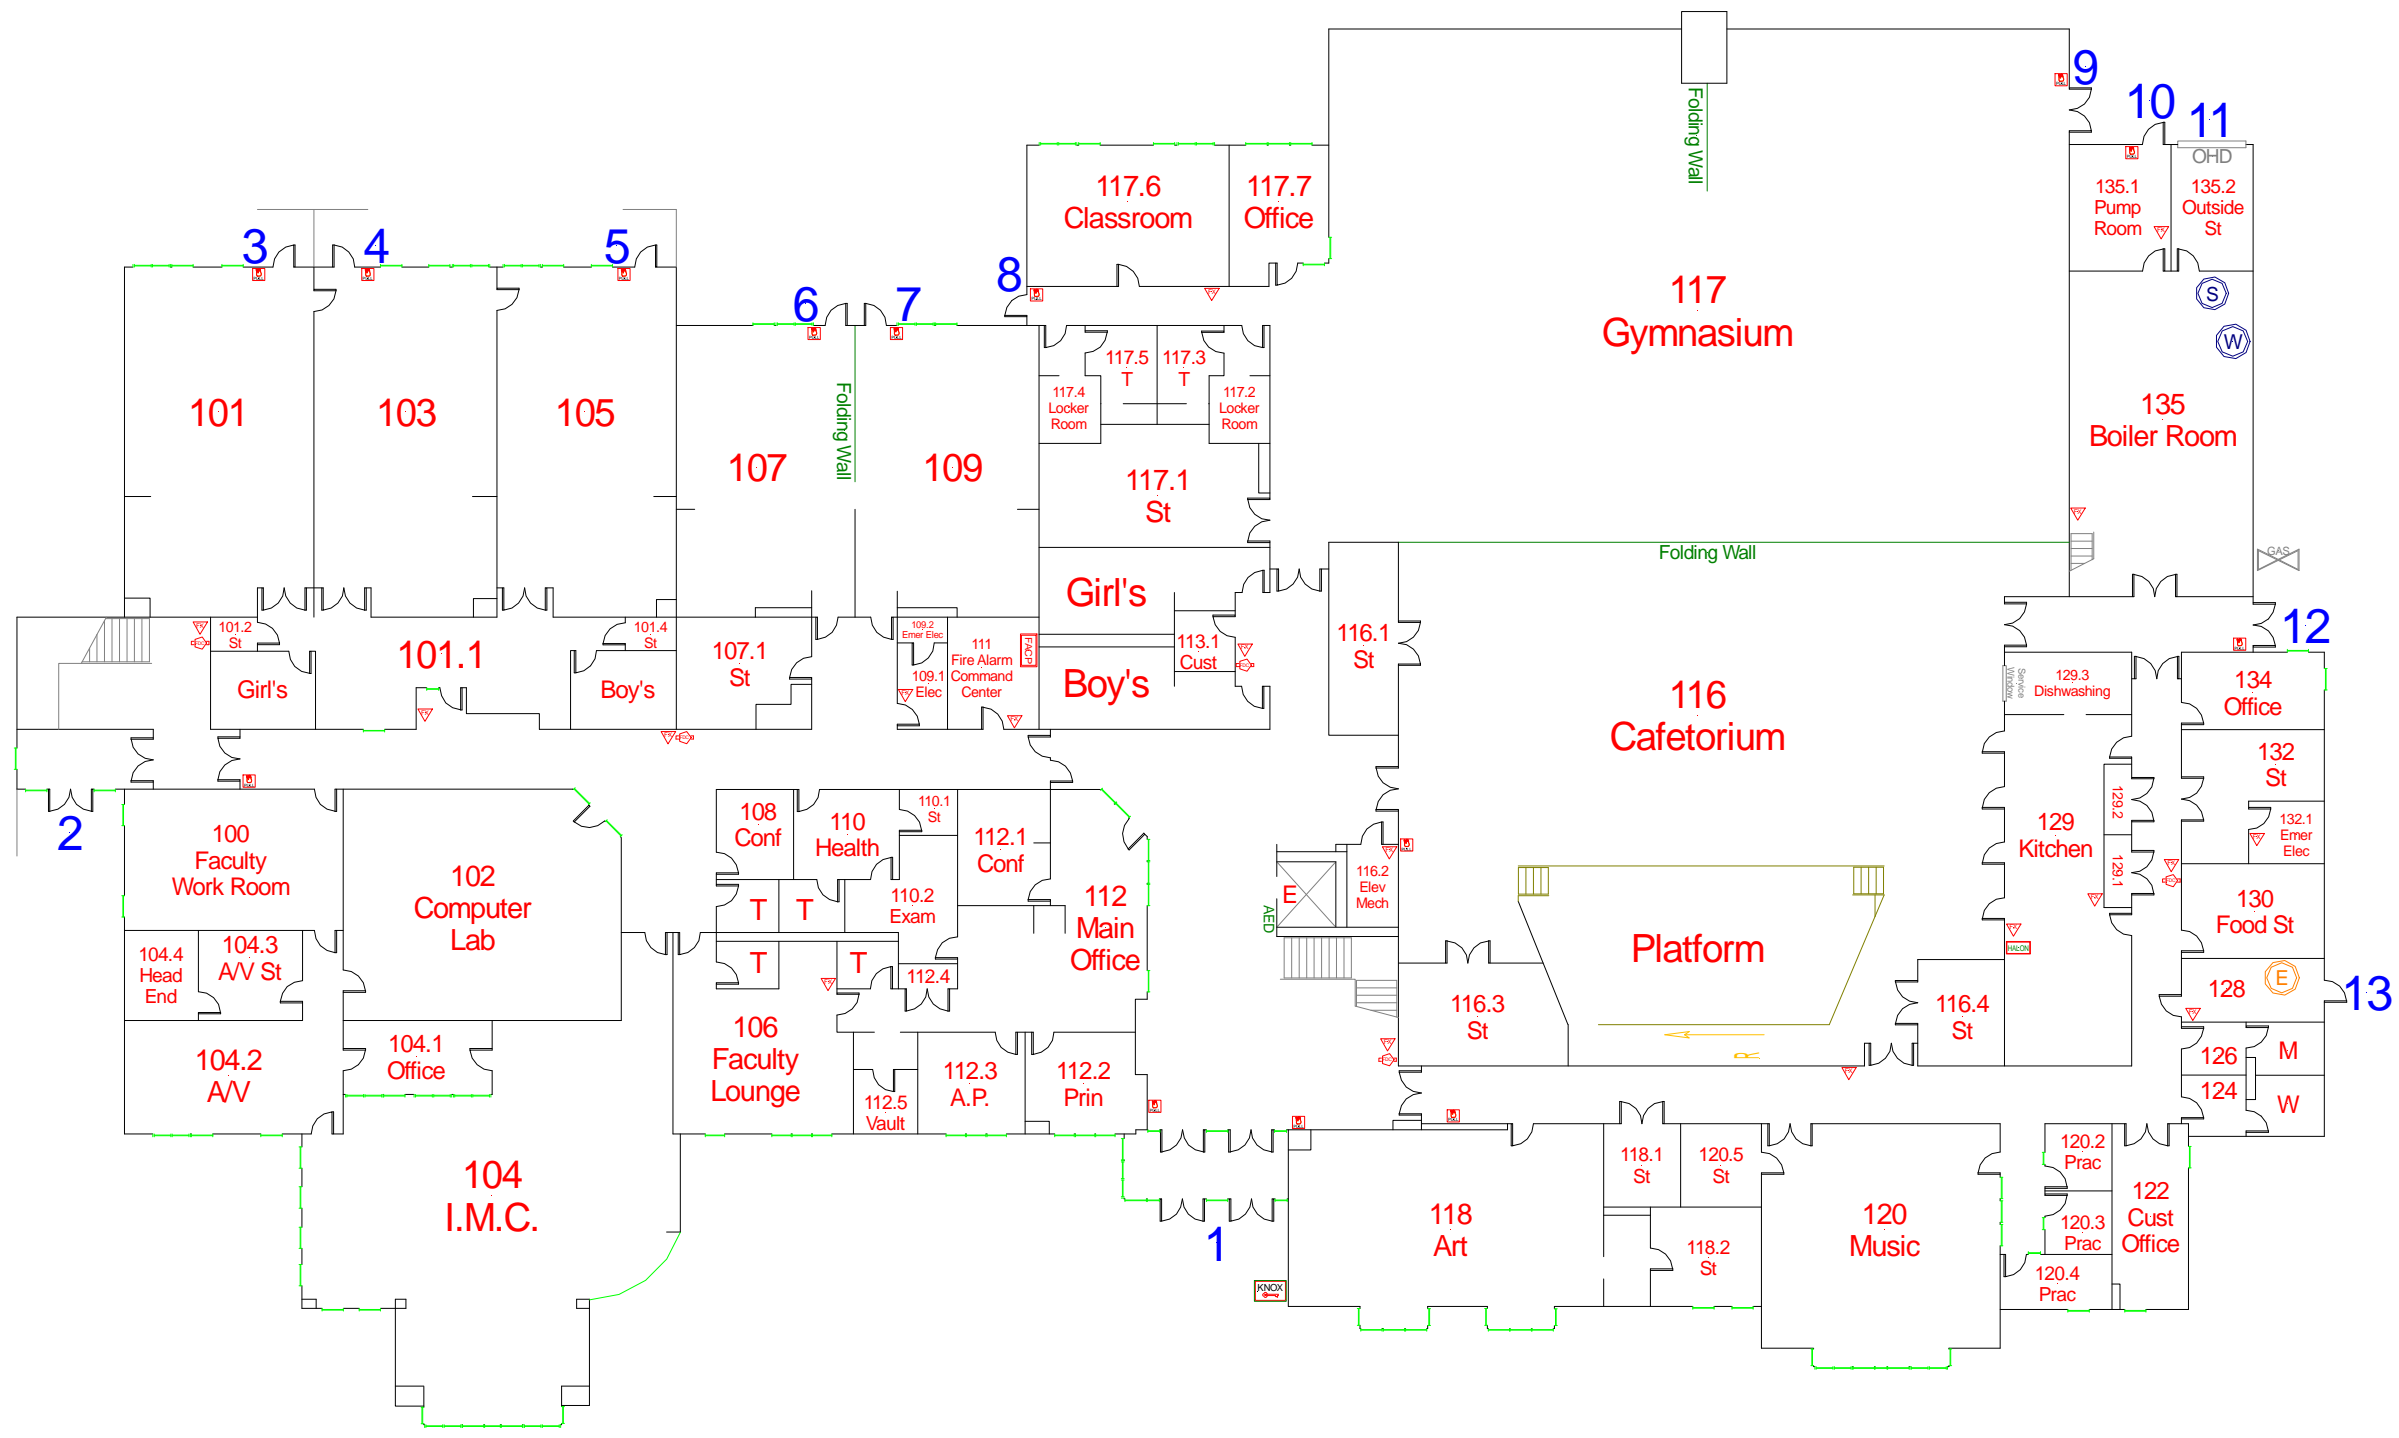 9
10
11
OHD
Folding Wall
117.6
Classroom
117.7
Office
135.1
Pump
Room
135.2
Outside
St
3
4
5
6
7
8
117
Gymnasium
S
W
101
103
105
107
Folding Wall
109
117.4
Locker
Room
117.5
T
117.3
T
117.2
Locker
Room
135
Boiler Room
117.1
St
Folding Wall
GAS
Girl's
113.1
Cust
Boy's
101.2
St
101.1
101.4
St
Girl's
Boy's
107.1
St
109.2
Emer Elec
109.1
Elec
111
Fire Alarm
Command
Center
FACP
116.1
St
116
Cafetorium
12
Service
Window
129.3
Dishwashing
134
Office
132
St
132.1
Emer
Elec
129.2
129.1
129
Kitchen
130
Food St
HALON
2
100
Faculty
Work Room
102
Computer
Lab
108
Conf
110
Health
110.1
St
112.1
Conf
110.2
Exam
T
T
T
T
112
Main
Office
112.4
E
AED
116.2
Elev
Mech
Platform
R
116.3
St
116.4
St
128
E
13
126
M
124
W
104.4
Head
End
104.3
A/V St
104.2
A/V
104.1
Office
106
Faculty
Lounge
112.5
Vault
112.3
A.P.
112.2
Prin
104
I.M.C.
1
KNOX
118
Art
118.1
St
120.5
St
118.2
St
120
Music
120.2
Prac
120.3
Prac
120.4
Prac
122
Cust
Office